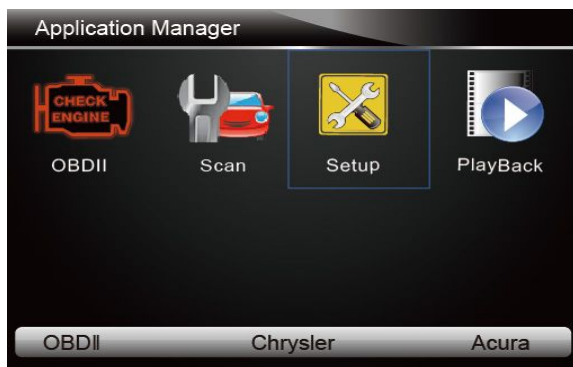 Application Manager
CHECK
ENGINE
OBDII Scan Setup PlayBack
OBDII Chrysler Acura